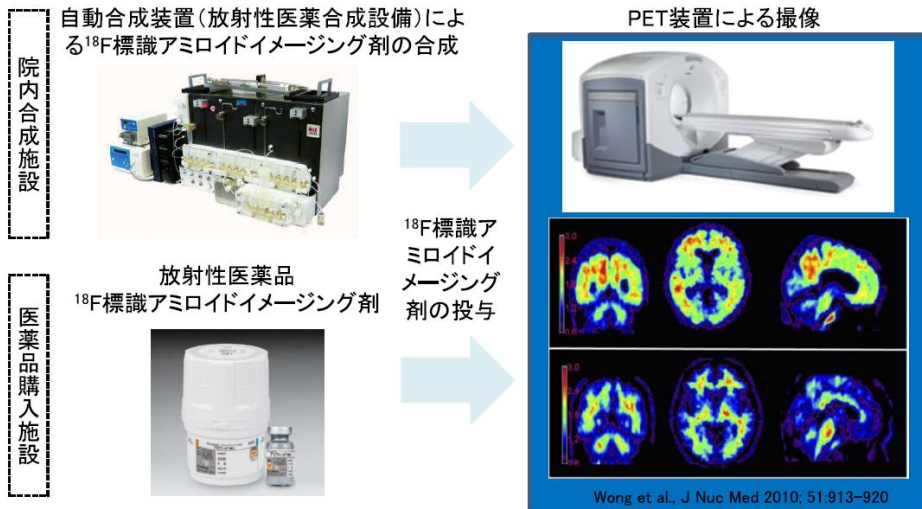 自動合成装置（放射性医薬合成設備）によ
る¹⁸F標識アミロイドイメージング剤の合成
院内合成施設
PET装置による撮像
¹⁸F標識ア
ミロイドイ
メージング
剤の投与
放射性医薬品
¹⁸F標識アミロイドイメージング剤
医薬品購入施設
3.0
3.0
Wong et al., J Nuc Med 2010; 51:913-920